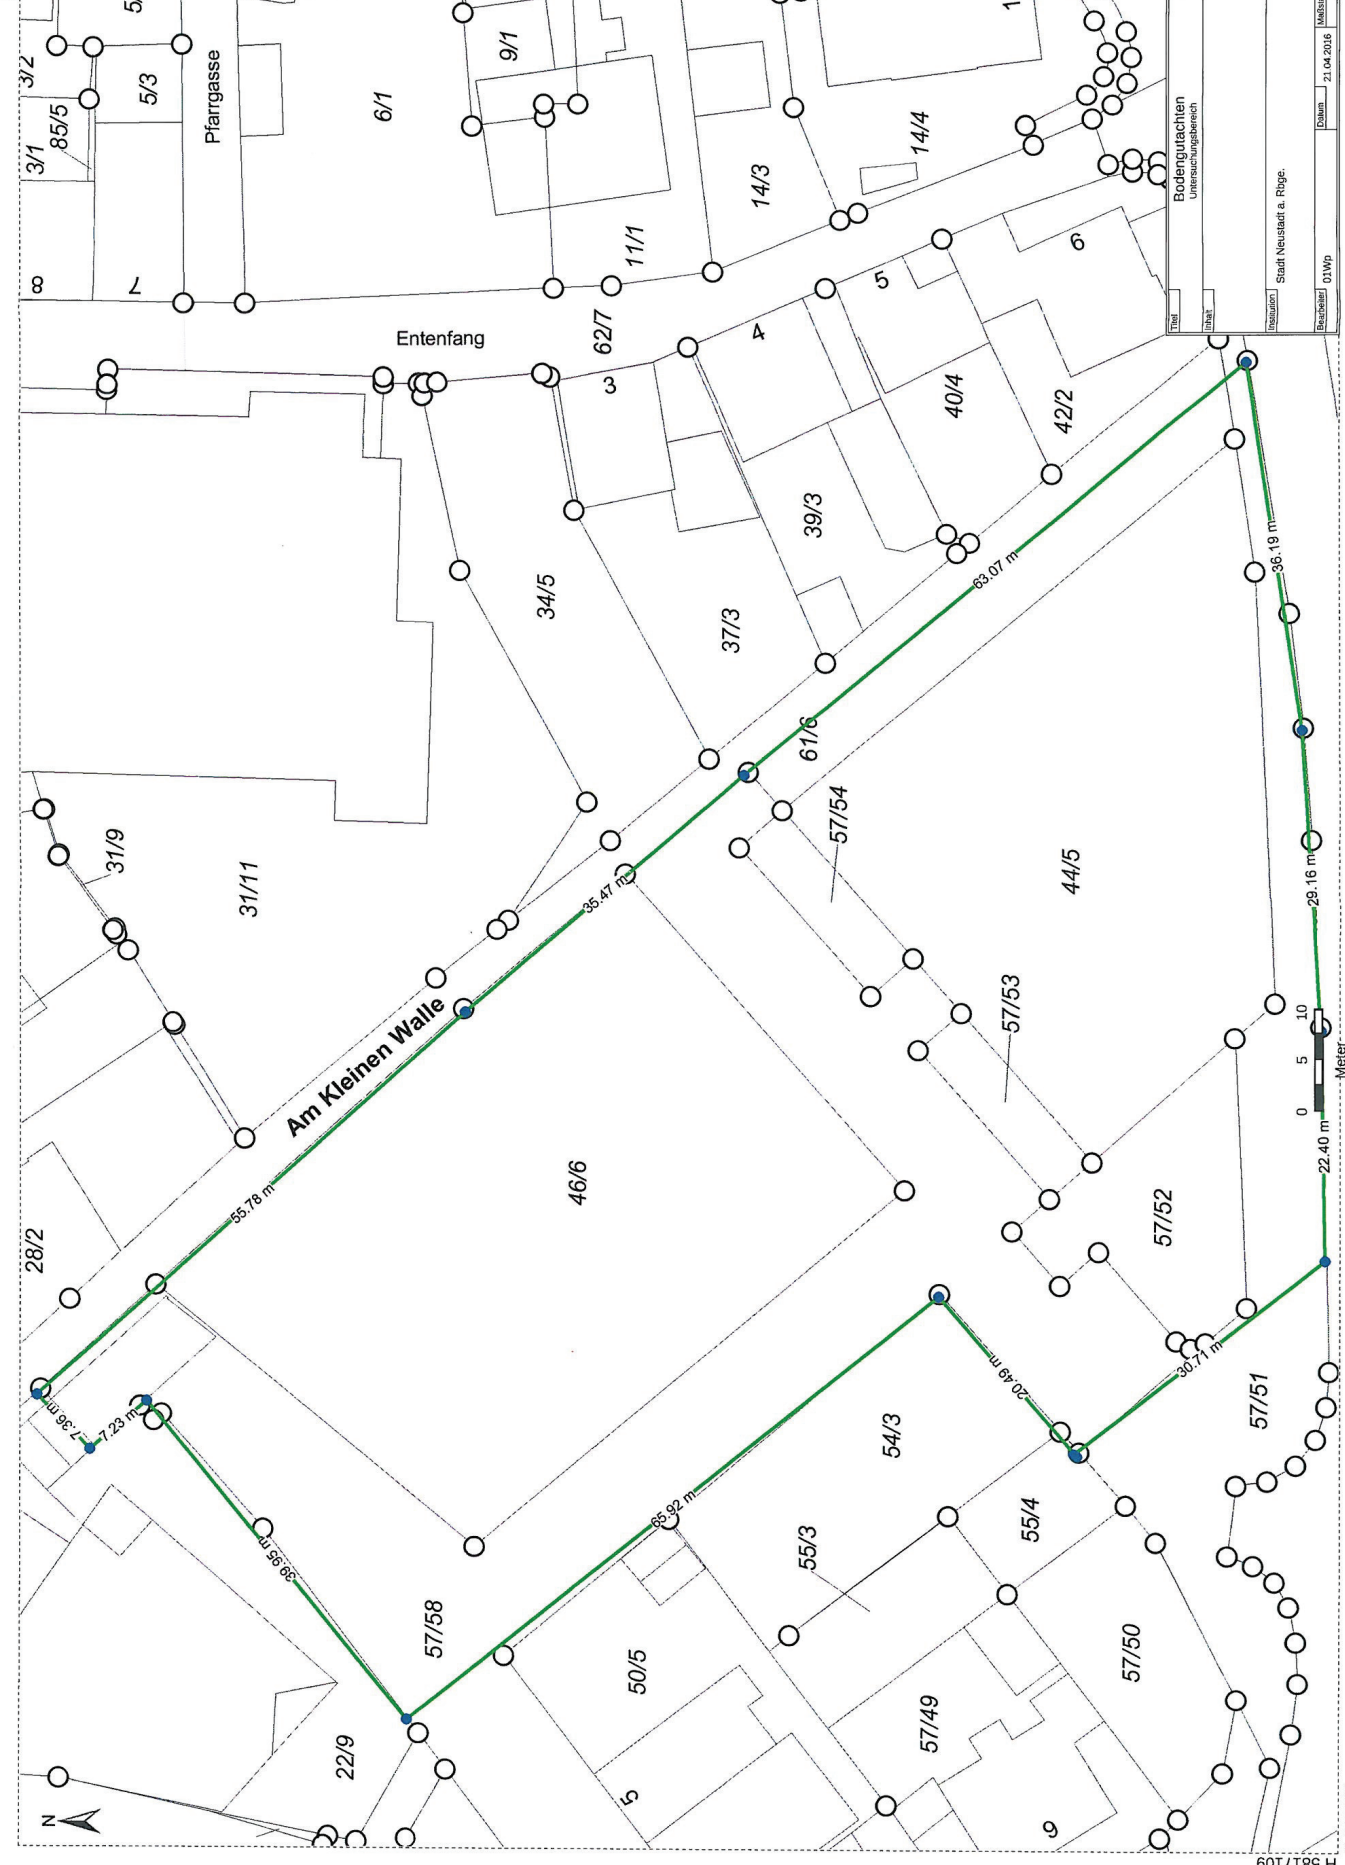 5/
3/2
5/3
85/5
3/1
Pfarrgasse
6/1
9/1
1
14/4
14/3
11/1
8
7
Entenfang
62/7
3
4
5
6
Titel
Bodengutachten
Untersuchungsbereich
Inhalt
Institution
Stadt Neustadt a. Rbge.
Bearbeiter
01Wp
Datum
21.04.2016
Maßsta
40/4
42/2
39/3
34/5
37/3
63.07 m
36.19 m
61/6
57/54
31/9
31/11
35.47 m
44/5
29.16 m
57/53
Am Kleinen Walle
0 5 10
Meter
22.40 m
55.78 m
46/6
28/2
57/52
7.36 m
7.23 m
20.49 m
30.71 m
57/51
54/3
65.92 m
39.95 m
55/3
55/4
57/58
50/5
57/50
57/49
22/9
5
9
N
H 5817109